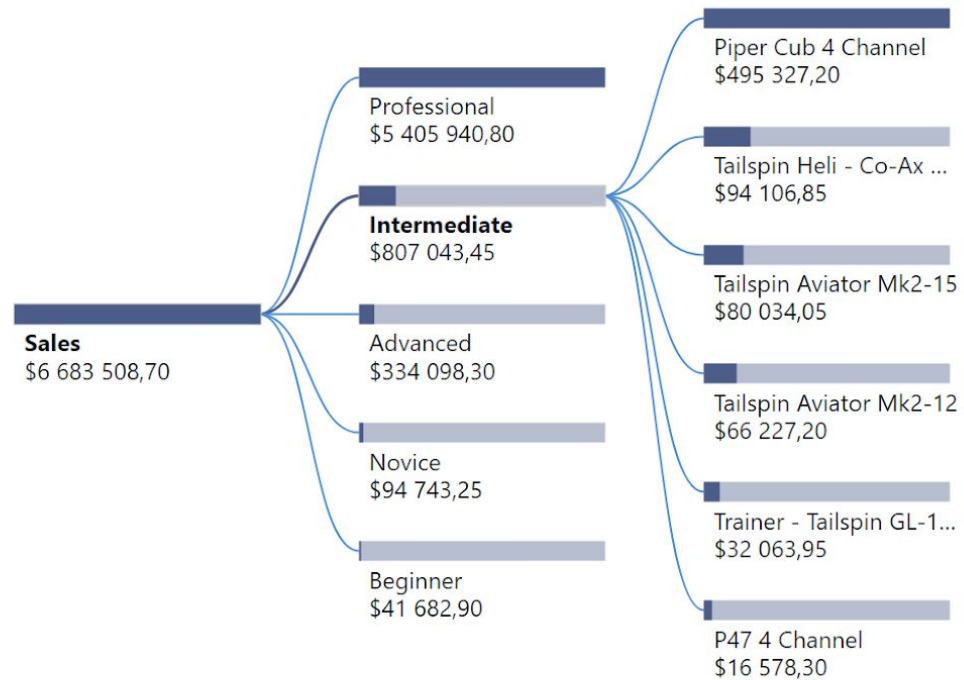 Sales
$6 683 508,70
Professional
$5 405 940,80
Intermediate
$807 043,45
Advanced
$334 098,30
Novice
$94 743,25
Beginner
$41 682,90
Piper Cub 4 Channel
$495 327,20
Tailspin Heli - Co-Ax ...
$94 106,85
Tailspin Aviator Mk2-15
$80 034,05
Tailspin Aviator Mk2-12
$66 227,20
Trainer - Tailspin GL-1...
$32 063,95
P47 4 Channel
$16 578,30